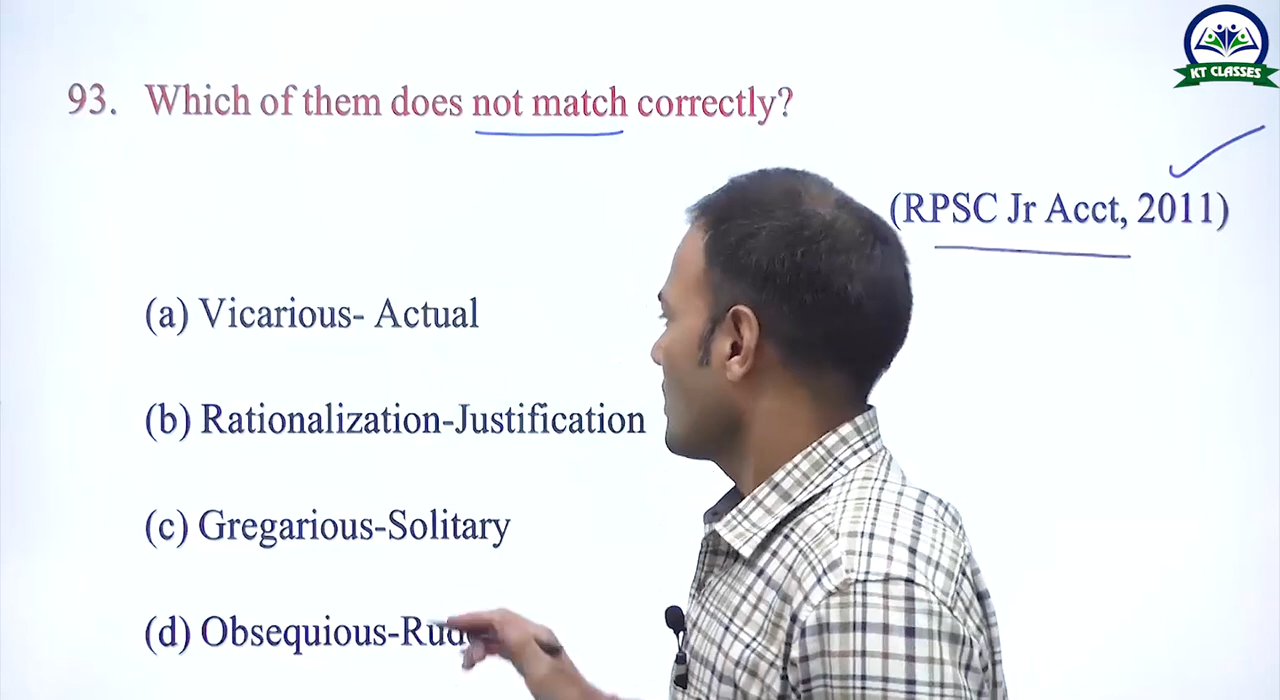 KT CLASSES
93. Which of them does not match correctly?
(RPSC Jr Acct, 2011)
(a) Vicarious- Actual
(b) Rationalization-Justification
(c) Gregarious-Solitary
(d) Obsequious-